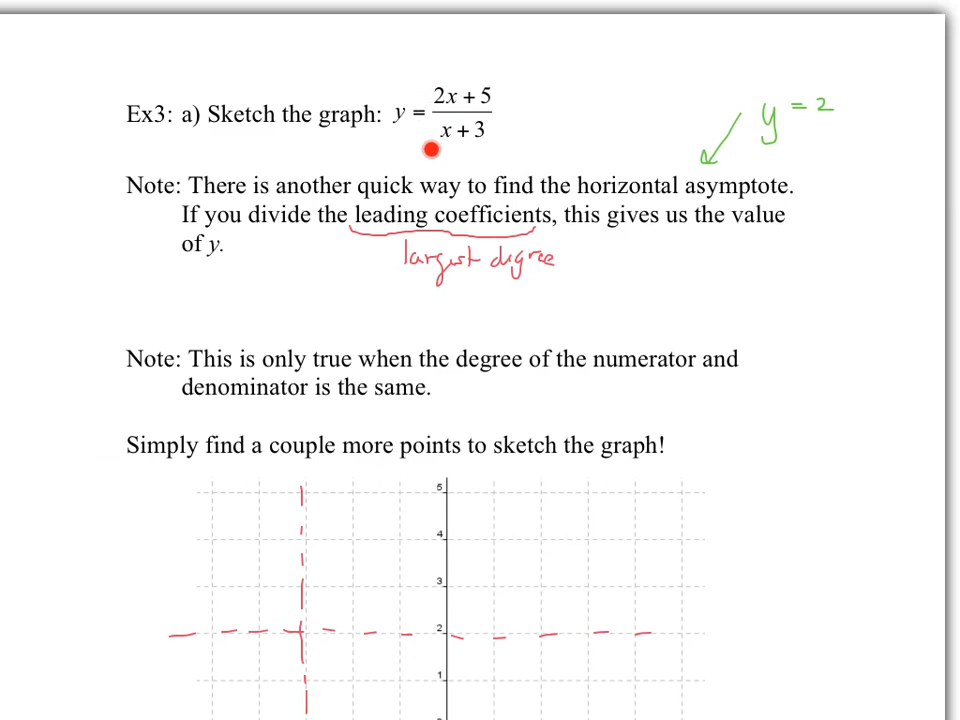 Ex3: a) Sketch the graph: y = (2x + 5)/(x + 3)
y = 2
Note: There is another quick way to find the horizontal asymptote.
If you divide the leading coefficients, this gives us the value
of y.
largest degree
Note: This is only true when the degree of the numerator and
denominator is the same.
Simply find a couple more points to sketch the graph!
5
4
3
2
1